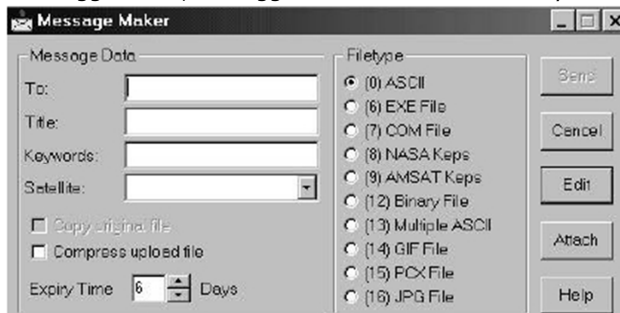 Message Maker
Message Data
To:
Title:
Keywords:
Satellite:
Copy original file
Compress upload file
Expiry Time 6 Days
Filetype
(0) ASCII
(6) EXE File
(7) COM File
(8) NASA Keps
(9) AMSAT Keps
(12) Binary File
(13) Multiple ASCII
(14) GIF File
(15) PCX File
(16) JPG File
Send
Cancel
Edit
Attach
Help